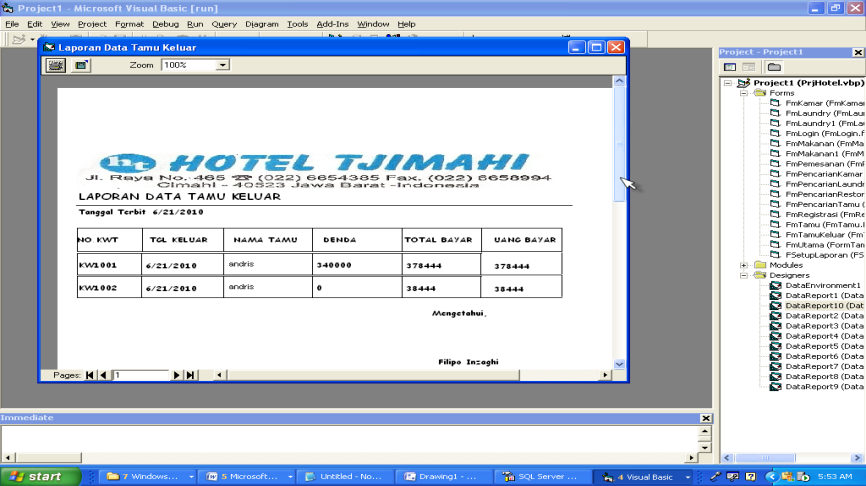 Project1 - Microsoft Visual Basic [run]
File Edit View Project Format Debug Run Query Diagram Tools Add-Ins Window Help
Laporan Data Tamu Keluar
Zoom 100%
HOTEL TJIMAHI
Jl. Raya No. 465 ☎ (022) 6654385 Fax. (022) 6658994
Cimahi - 40523 Jawa Barat -Indonesia
LAPORAN DATA TAMU KELUAR
Tanggal Terbit 6/21/2010
NO.KWT TGL KELUAR NAMA TAMU DENDA TOTAL BAYAR UANG BAYAR
KW1001 6/21/2010 andris 340000 378444 378444
KW1002 6/21/2010 andris 0 38444 38444
Mengetahui,
Filipo Inzaghi
Pages: 1
Project - Project1
Project1 (PrjHotel.vbp)
Forms
FmKamar (FmKamar
FmLaundry (FmLau
FmLaundry1 (FmLau
FmLogin (FmLogin.f
FmMakanan (FmMa
FmMakanan1 (FmM
FmPemesanan (FmP
FmPencarianKamar
FmPencarianLaund
FmPencarianRestor
FmPencarianTamu (
FmRegistrasi (FmRe
FmTamu (FmTamu
FmTamuKeluar (FmT
FmUtama (FormTan
FSetupLaporan (FS
Modules
Designers
DataEnvironment1
DataReport1 (Data
DataReport10 (Dat
DataReport2 (Data
DataReport3 (Data
DataReport4 (Data
DataReport5 (Data
DataReport6 (Data
DataReport7 (Data
DataReport8 (Data
DataReport9 (Data
Immediate
start 7 Windows... 5 Microsoft... Untitled - No... Drawing1 - ... SQL Server ... 4 Visual Basic 5:53 AM